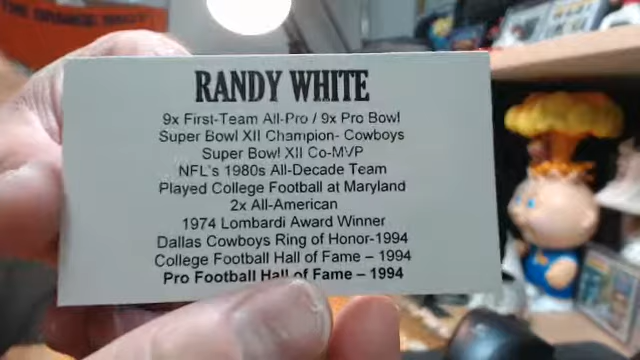 THE ORANGE
RANDY WHITE
9x First-Team All-Pro / 9x Pro Bowl
Super Bowl XII Champion- Cowboys
Super Bowl XII Co-MVP
NFL's 1980s All-Decade Team
Played College Football at Maryland
2x All-American
1974 Lombardi Award Winner
Dallas Cowboys Ring of Honor-1994
College Football Hall of Fame – 1994
Pro Football Hall of Fame – 1994